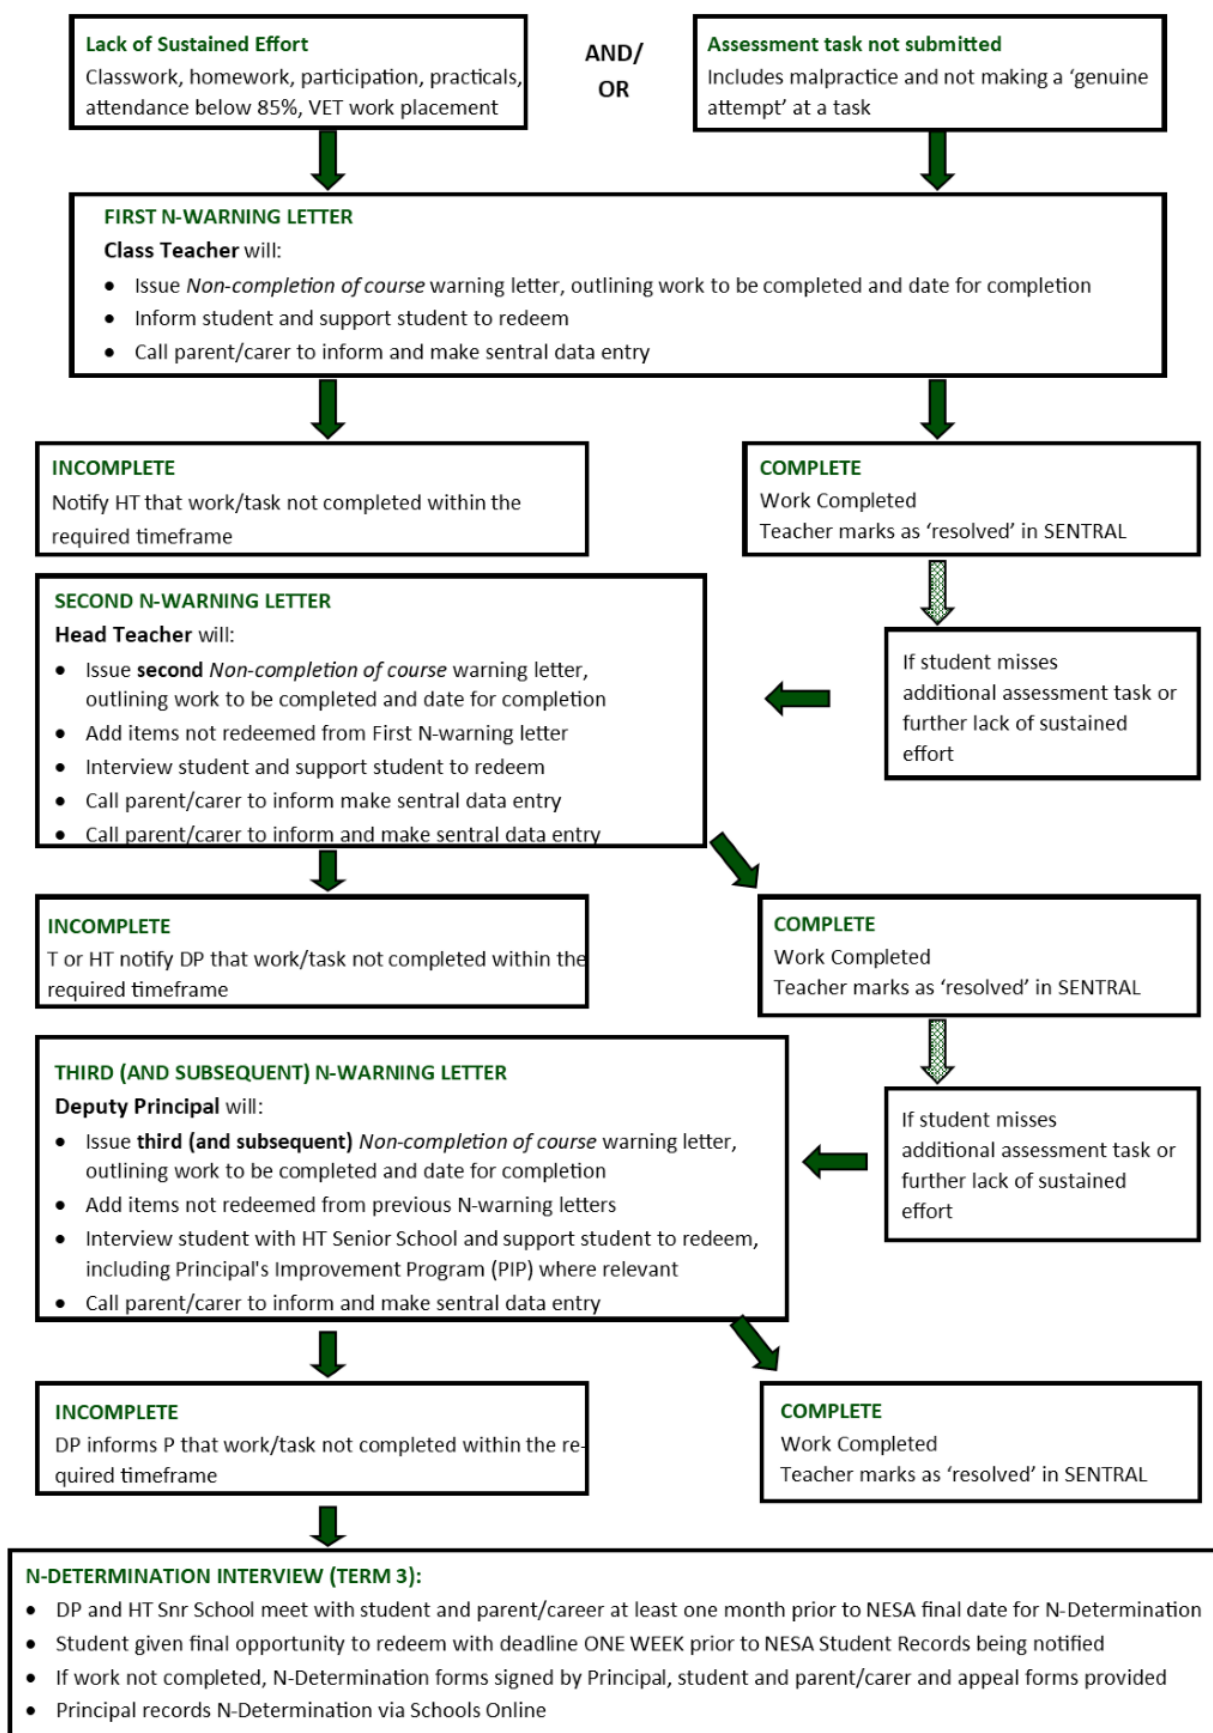 Lack of Sustained Effort
Classwork, homework, participation, practicals,
attendance below 85%, VET work placement
AND/
OR
Assessment task not submitted
Includes malpractice and not making a ‘genuine
attempt’ at a task
FIRST N-WARNING LETTER
Class Teacher will:
• Issue Non-completion of course warning letter, outlining work to be completed and date for completion
• Inform student and support student to redeem
• Call parent/carer to inform and make sentral data entry
INCOMPLETE
Notify HT that work/task not completed within the
required timeframe
COMPLETE
Work Completed
Teacher marks as ‘resolved’ in SENTRAL
SECOND N-WARNING LETTER
Head Teacher will:
• Issue second Non-completion of course warning letter,
outlining work to be completed and date for completion
• Add items not redeemed from First N-warning letter
• Interview student and support student to redeem
• Call parent/carer to inform make sentral data entry
• Call parent/carer to inform and make sentral data entry
If student misses
additional assessment task or
further lack of sustained
effort
INCOMPLETE
T or HT notify DP that work/task not completed within the
required timeframe
COMPLETE
Work Completed
Teacher marks as ‘resolved’ in SENTRAL
THIRD (AND SUBSEQUENT) N-WARNING LETTER
Deputy Principal will:
• Issue third (and subsequent) Non-completion of course warning letter,
outlining work to be completed and date for completion
• Add items not redeemed from previous N-warning letters
• Interview student with HT Senior School and support student to redeem,
including Principal's Improvement Program (PIP) where relevant
• Call parent/carer to inform and make sentral data entry
If student misses
additional assessment task or
further lack of sustained
effort
INCOMPLETE
DP informs P that work/task not completed within the re-
quired timeframe
COMPLETE
Work Completed
Teacher marks as ‘resolved’ in SENTRAL
N-DETERMINATION INTERVIEW (TERM 3):
• DP and HT Snr School meet with student and parent/career at least one month prior to NESA final date for N-Determination
• Student given final opportunity to redeem with deadline ONE WEEK prior to NESA Student Records being notified
• If work not completed, N-Determination forms signed by Principal, student and parent/carer and appeal forms provided
• Principal records N-Determination via Schools Online